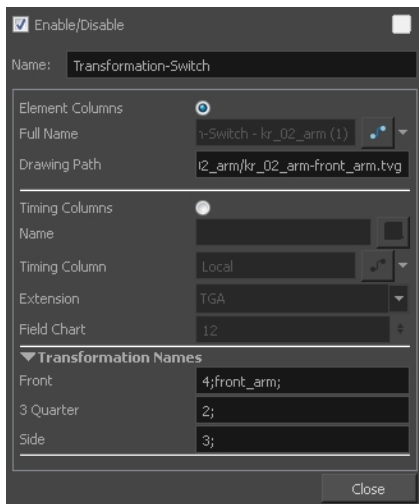 Enable/Disable
Name: Transformation-Switch
Element Columns
Full Name n-Switch - kr_02_arm (1)
Drawing Path 02_arm/kr_02_arm-front_arm.tvg
Timing Columns
Name
Timing Column Local
Extension TGA
Field Chart 12
Transformation Names
Front 4;front_arm;
3 Quarter 2;
Side 3;
Close